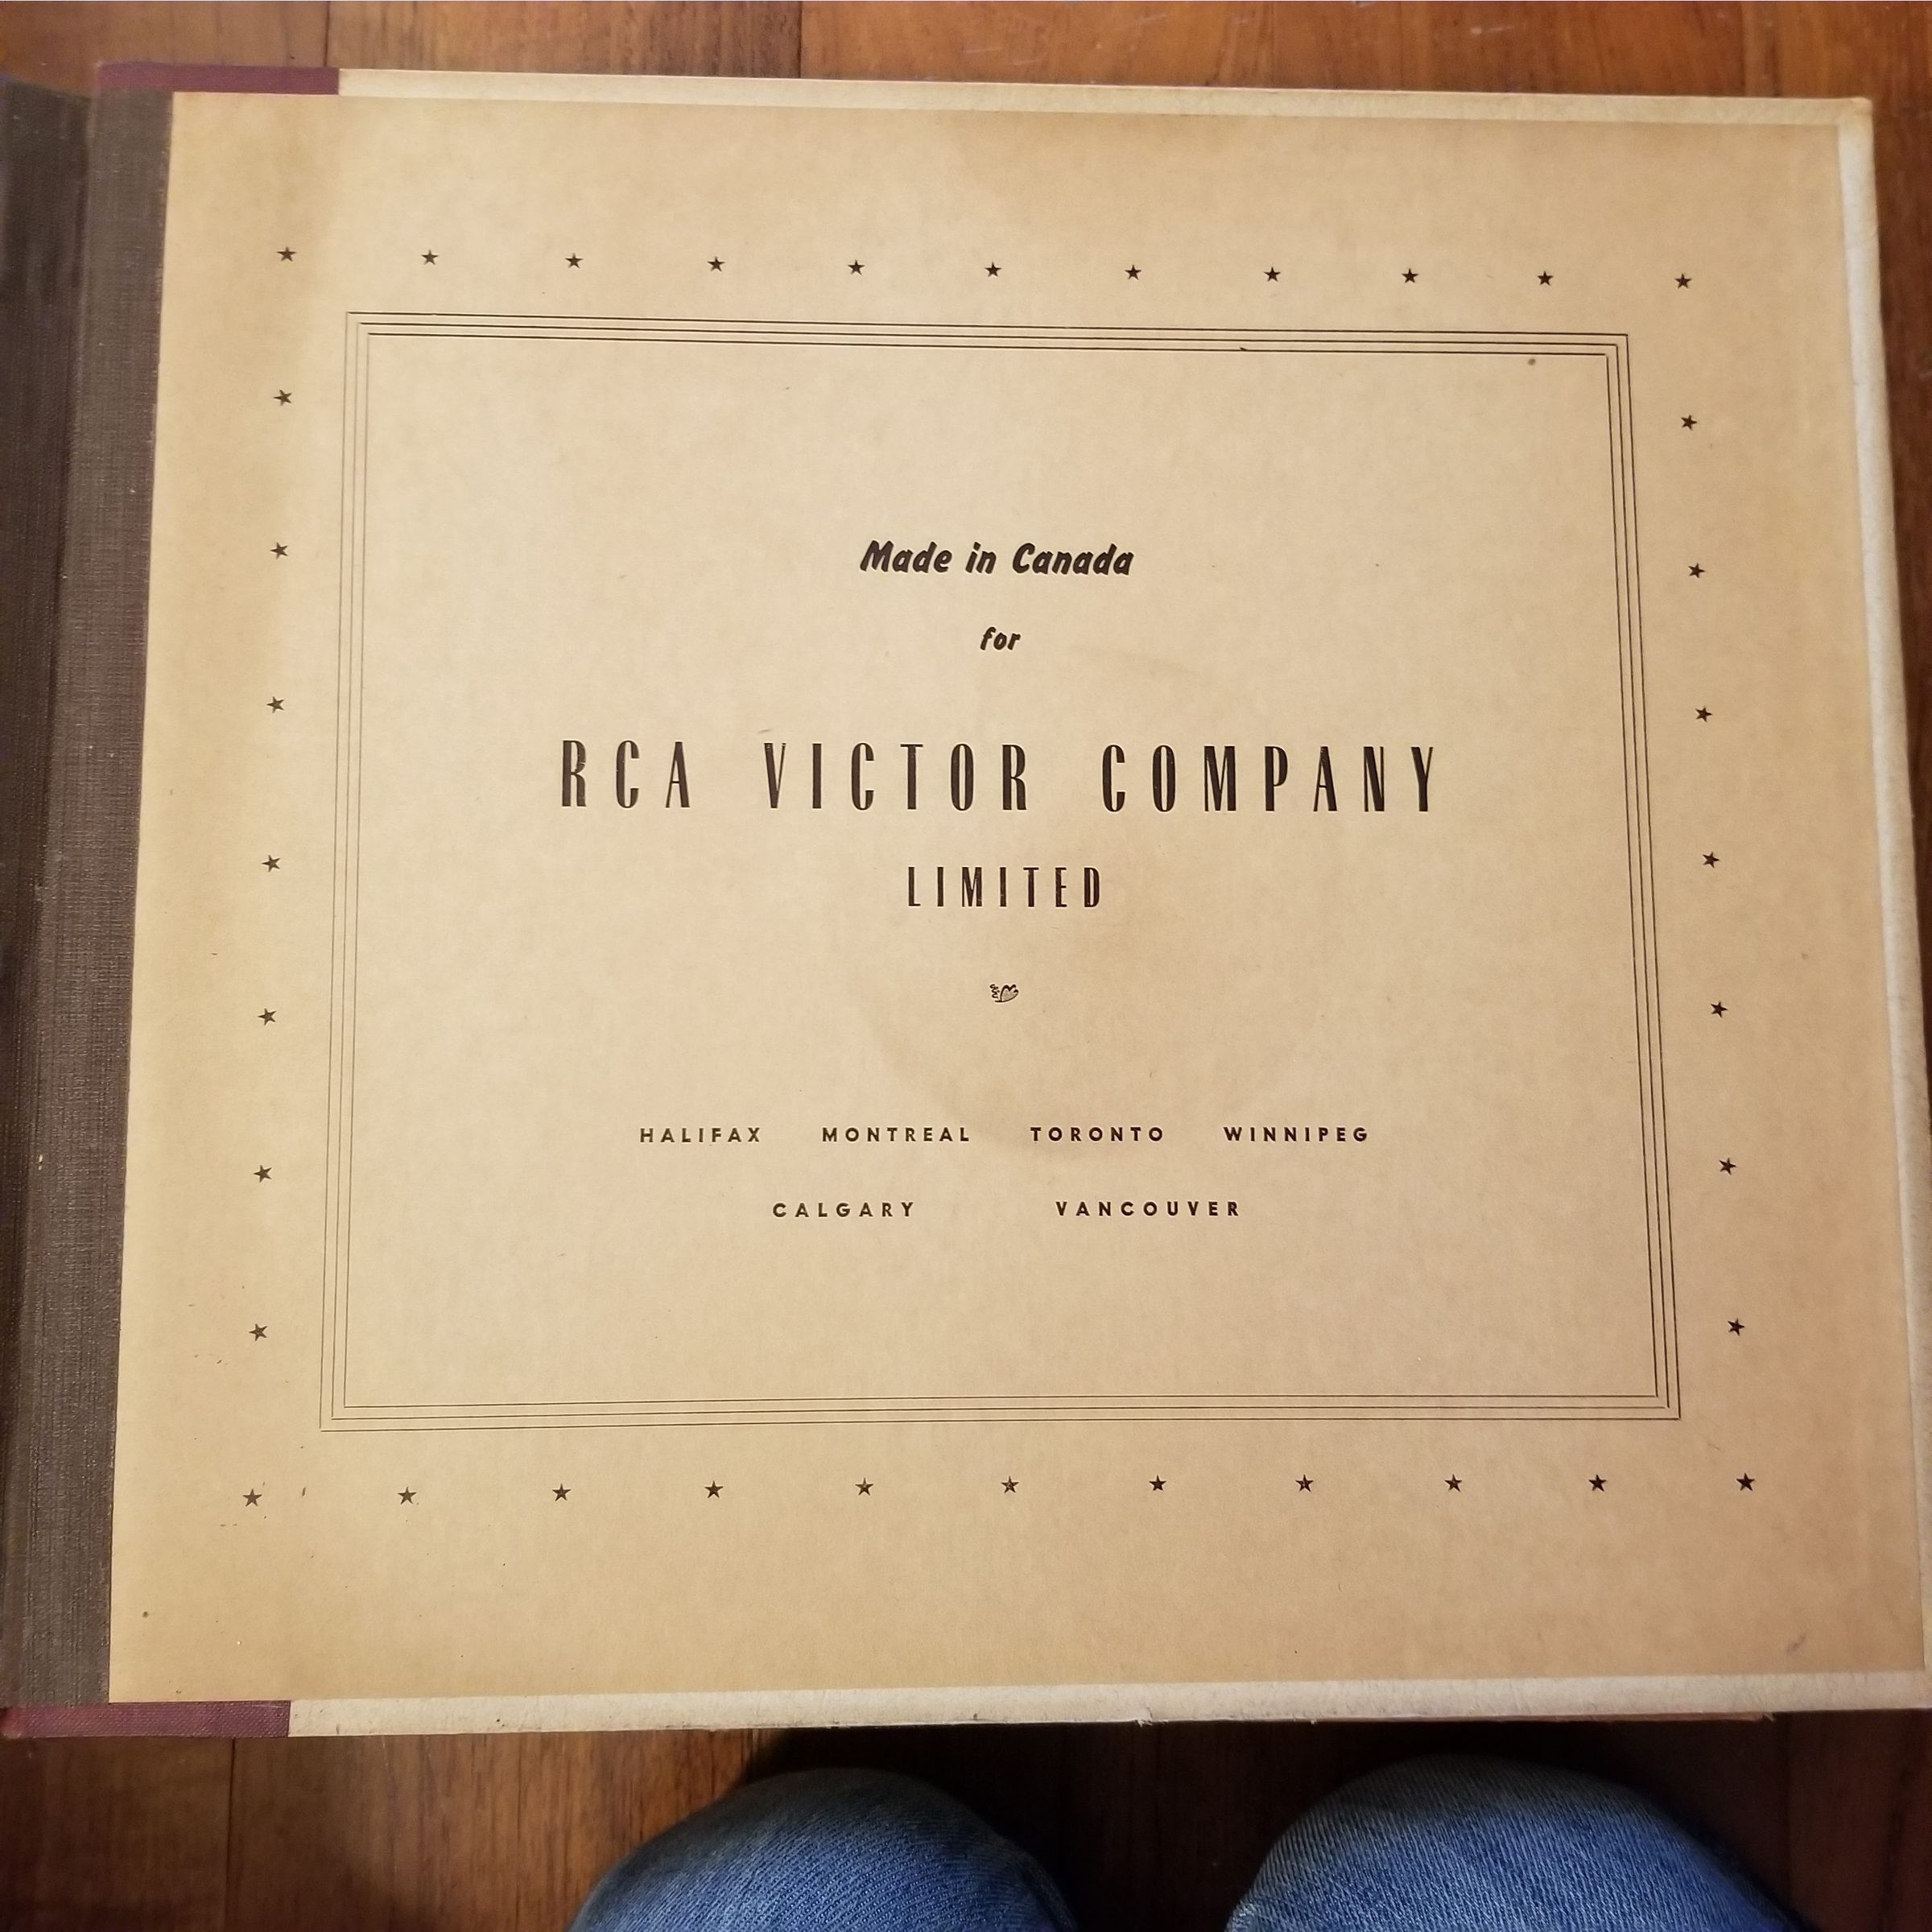 Made in Canada
for
RCA VICTOR COMPANY
LIMITED
HALIFAX MONTREAL TORONTO WINNIPEG
CALGARY VANCOUVER